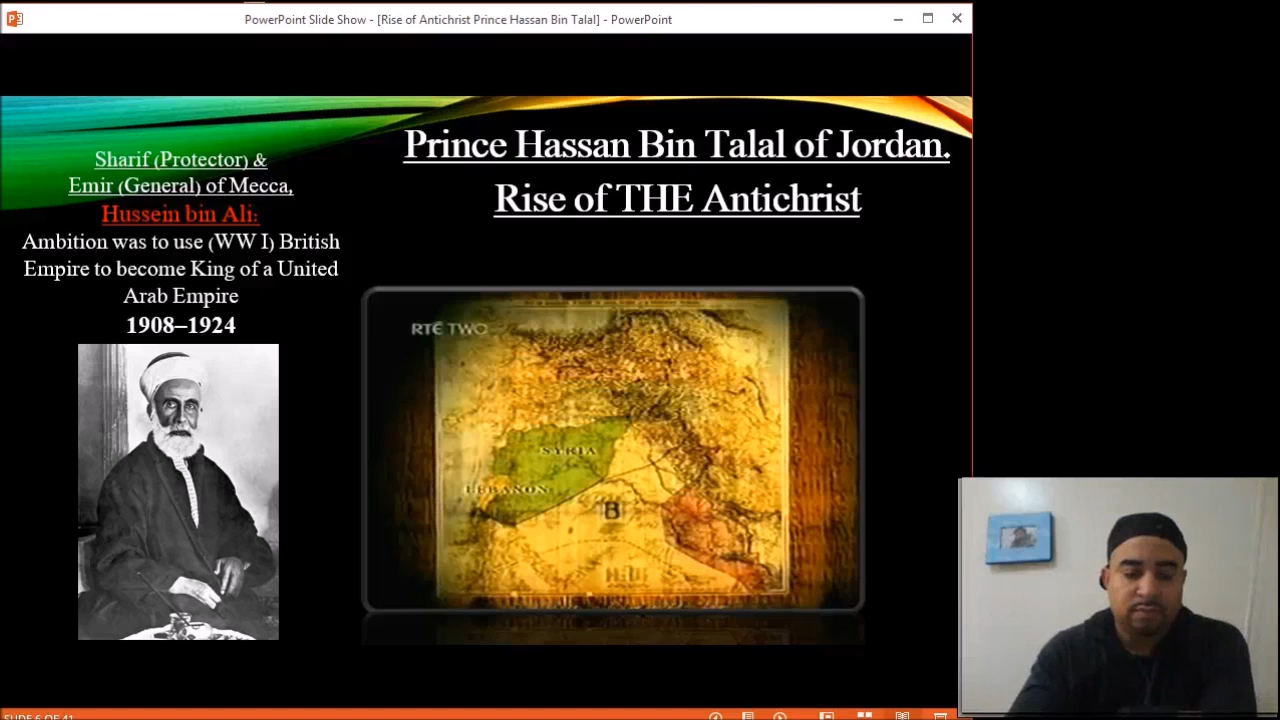 PowerPoint Slide Show - [Rise of Antichrist Prince Hassan Bin Talal] - PowerPoint
Prince Hassan Bin Talal of Jordan.
Rise of THE Antichrist
Sharif (Protector) &
Emir (General) of Mecca,
Hussein bin Ali:
Ambition was to use (WW I) British
Empire to become King of a United
Arab Empire
1908–1924
RTÉ TWO
SYRIA
LEBANON
B
SLIDE 6 OF 41